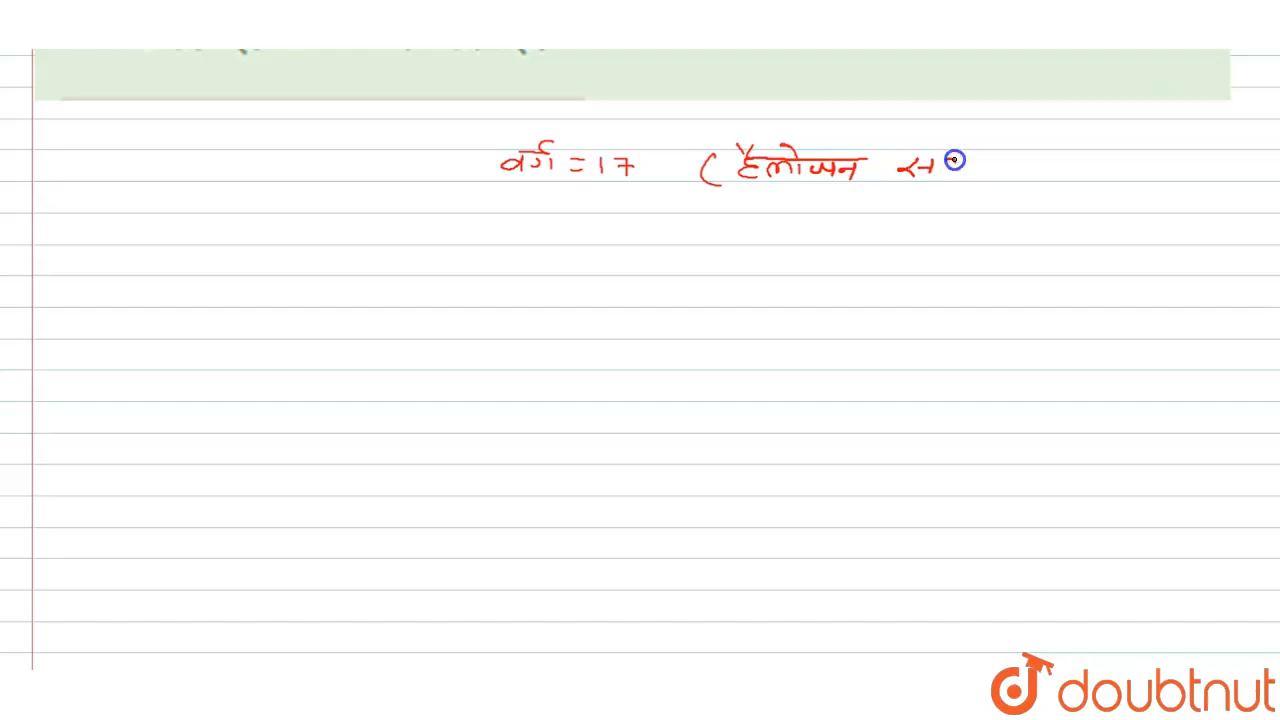 वर्ग = 17 ( हैलोजन
doubtnut